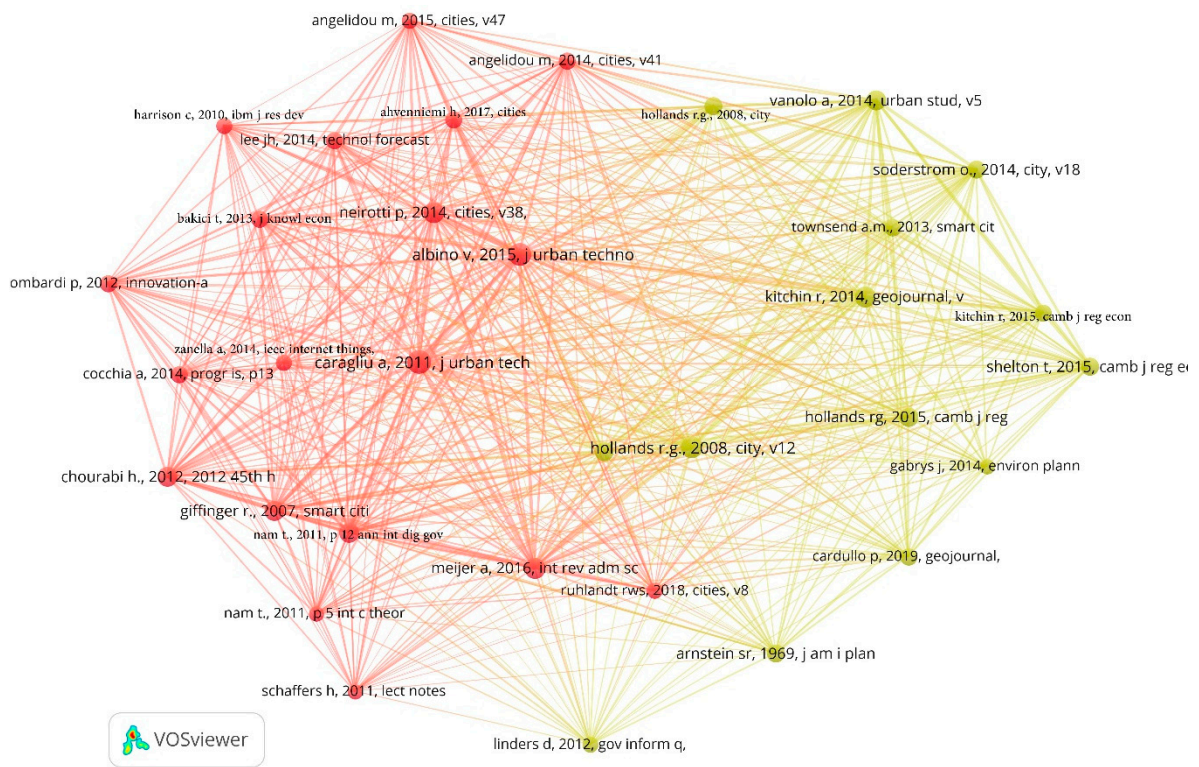 angelidou m, 2015, cities, v47
angelidou m, 2014, cities, v41
vanolo a, 2014, urban stud, v5
hollands r.g., 2008, city
harrison c, 2010, ibm j res dev
ahvenniemi h, 2017, cities
lee jh, 2014, technol forecast
soderstrom o., 2014, city, v18
neirotti p, 2014, cities, v38,
bakici t, 2013, j knowl econ
townsend a.m., 2013, smart cit
albino v, 2015, j urban techno
ombardi p, 2012, innovation-a
kitchin r, 2014, geojournal, v
kitchin r, 2015, camb j reg econ
zanella a, 2014, ieee internet things,
caragliu a, 2011, j urban tech
shelton t, 2015, camb j reg ec
cocchia a, 2014, progr is, p13
hollands rg, 2015, camb j reg
hollands r.g., 2008, city, v12
gabrys j, 2014, environ plann
chourabi h., 2012, 2012 45th h
giffinger r., 2007, smart citi
nam t., 2011, p 12 ann int dig gov
cardullo p, 2019, geojournal,
meijer a, 2016, int rev adm sc
ruhlandt rws, 2018, cities, v8
nam t., 2011, p 5 int c theor
arnstein sr, 1969, j am i plan
schaffers h, 2011, lect notes
linders d, 2012, gov inform q,
VOSviewer